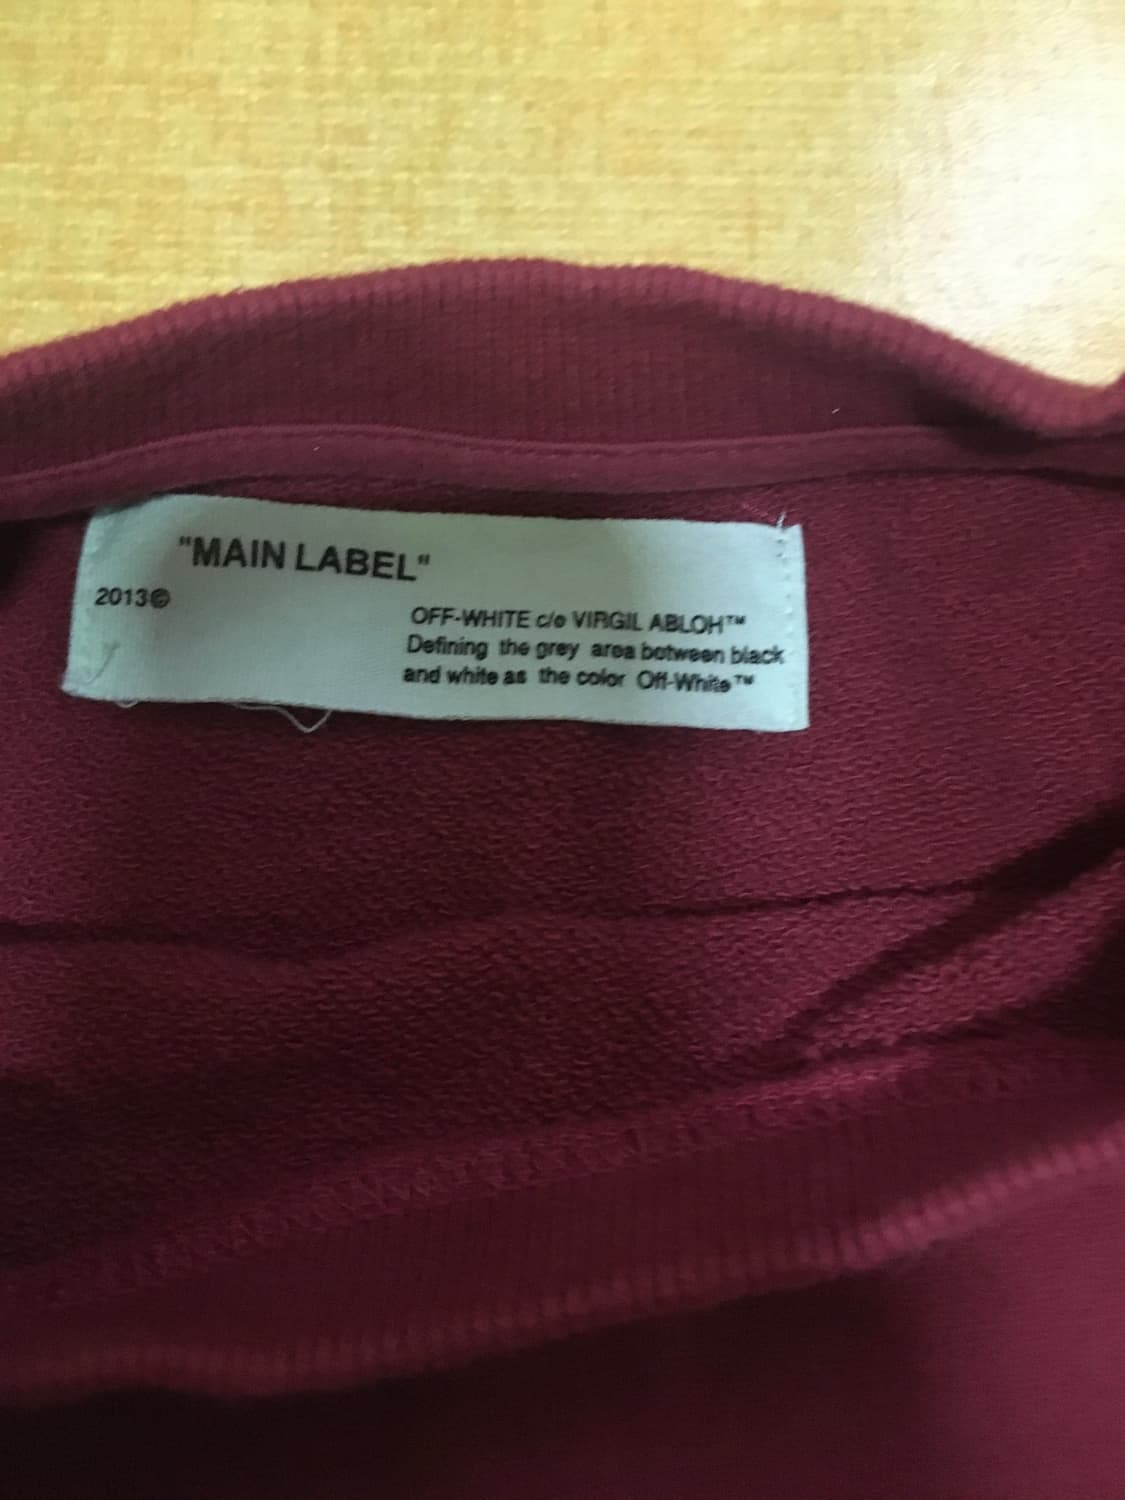 "MAIN LABEL"
2013©
OFF-WHITE c/o VIRGIL ABLOH™
Defining the grey area between black
and white as the color Off-White™